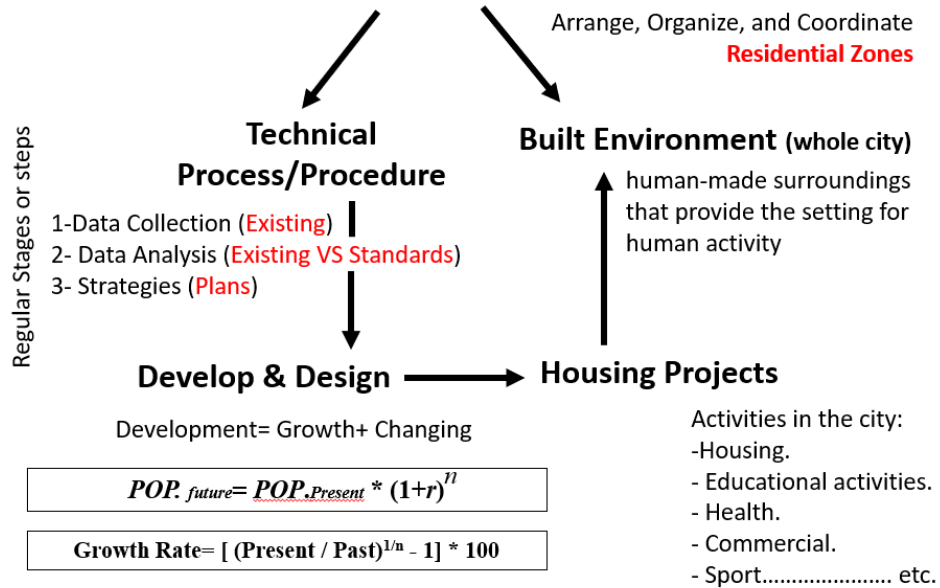 Arrange, Organize, and Coordinate
Residential Zones
Regular Stages or steps
Technical
Process/Procedure
1-Data Collection (Existing)
2- Data Analysis (Existing VS Standards)
3- Strategies (Plans)
Built Environment (whole city)
human-made surroundings
that provide the setting for
human activity
Develop & Design
Housing Projects
Development= Growth+ Changing
POP. future= POP.Present * (1+r)^n
Growth Rate= [ (Present / Past)^1/n - 1] * 100
Activities in the city:
-Housing.
- Educational activities.
- Health.
- Commercial.
- Sport...................... etc.